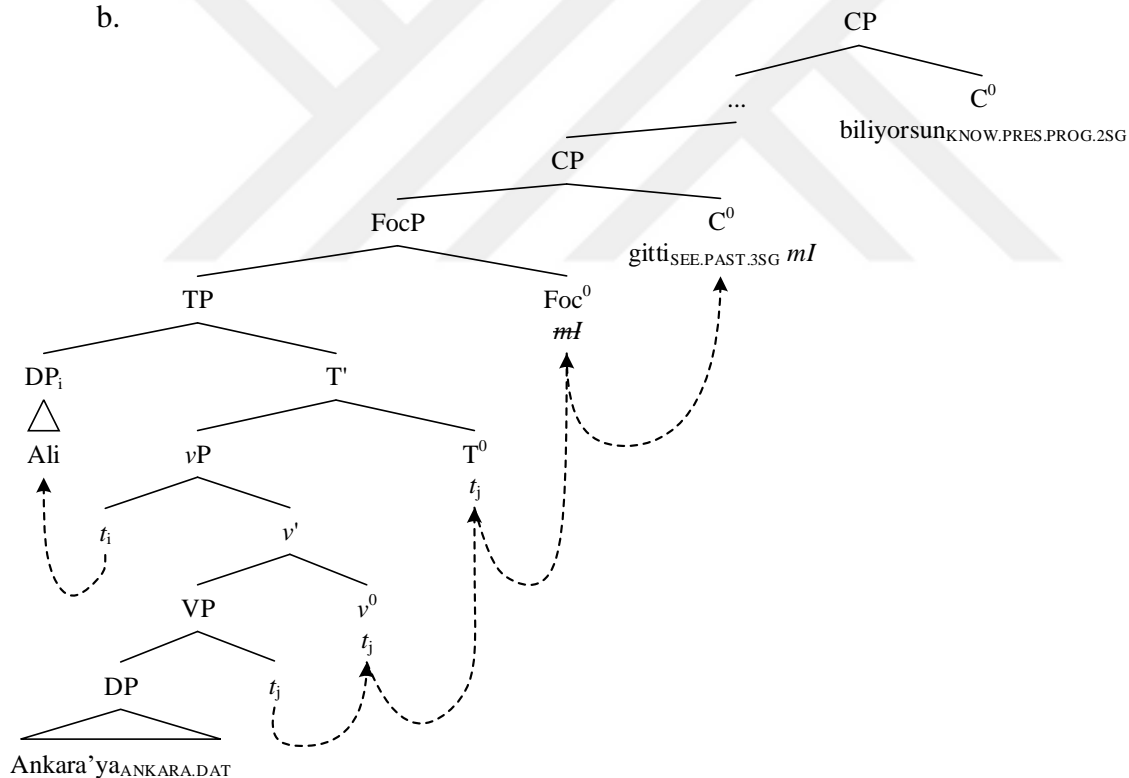 b.
CP
... C⁰
biliyorsunKNOW.PRES.PROG.2SG
CP
FocP C⁰
gittiSEE.PAST.3SG mI
TP Foc⁰
mI
DPi T'
Ali vP T⁰
tj
ti v'
VP v⁰
tj
DP tj
Ankara’yaANKARA.DAT